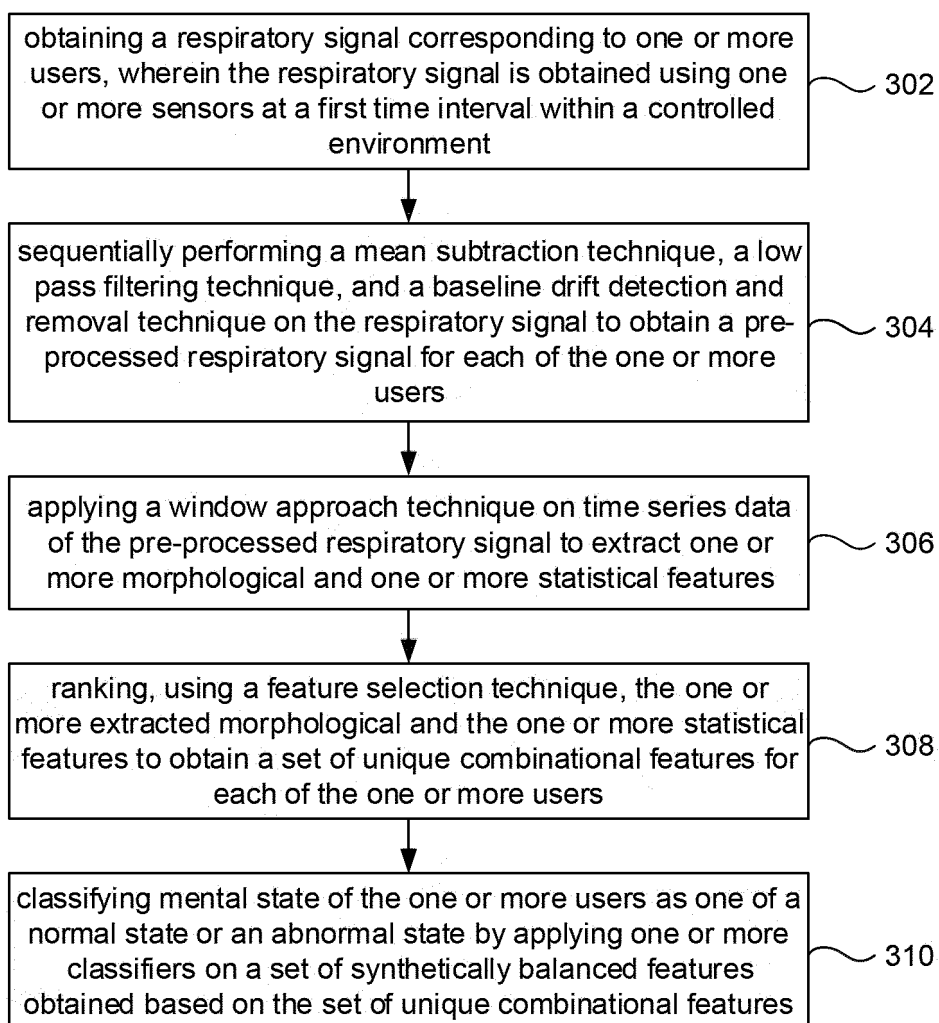 obtaining a respiratory signal corresponding to one or more
users, wherein the respiratory signal is obtained using one
or more sensors at a first time interval within a controlled
environment
302
sequentially performing a mean subtraction technique, a low
pass filtering technique, and a baseline drift detection and
removal technique on the respiratory signal to obtain a pre-
processed respiratory signal for each of the one or more
users
304
applying a window approach technique on time series data
of the pre-processed respiratory signal to extract one or
more morphological and one or more statistical features
306
ranking, using a feature selection technique, the one or
more extracted morphological and the one or more statistical
features to obtain a set of unique combinational features for
each of the one or more users
308
classifying mental state of the one or more users as one of a
normal state or an abnormal state by applying one or more
classifiers on a set of synthetically balanced features
obtained based on the set of unique combinational features
310